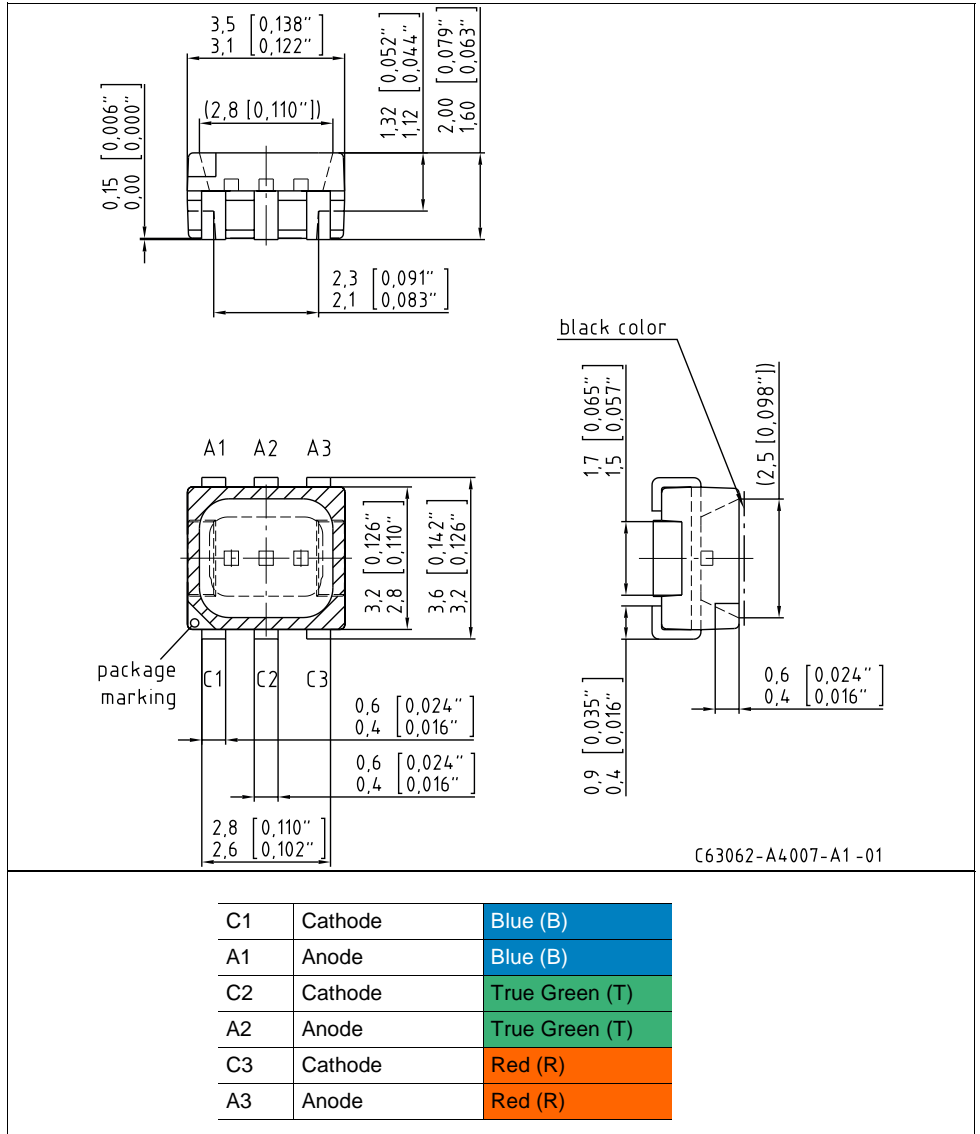 3,5 [0,138"]
3,1 [0,122"]
(2,8 [0,110"])
0,15 [0,006"]
0,00 [0,000"]
1,32 [0,052"]
1,12 [0,044"]
2,00 [0,079"]
1,60 [0,063"]
2,3 [0,091"]
2,1 [0,083"]
black color
A1 A2 A3
3,2 [0,126"]
2,8 [0,110"]
3,6 [0,142"]
3,2 [0,126"]
1,7 [0,065"]
1,5 [0,057"]
(2,5 [0,098"])
package
marking
C1 C2 C3
0,6 [0,024"]
0,4 [0,016"]
0,6 [0,024"]
0,4 [0,016"]
2,8 [0,110"]
2,6 [0,102"]
0,9 [0,035"]
0,4 [0,016"]
0,6 [0,024"]
0,4 [0,016"]
C63062-A4007-A1-01
C1 Cathode Blue (B)
A1 Anode Blue (B)
C2 Cathode True Green (T)
A2 Anode True Green (T)
C3 Cathode Red (R)
A3 Anode Red (R)